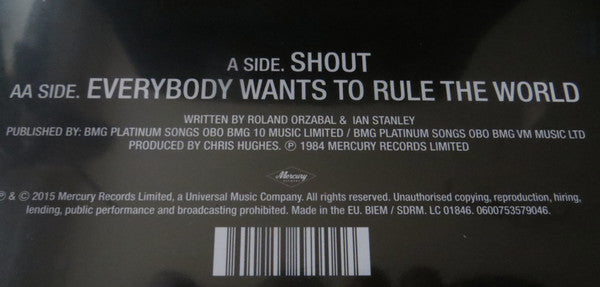 A SIDE. SHOUT
AA SIDE. EVERYBODY WANTS TO RULE THE WORLD
WRITTEN BY ROLAND ORZABAL & IAN STANLEY
PUBLISHED BY: BMG PLATINUM SONGS OBO BMG 10 MUSIC LIMITED / BMG PLATINUM SONGS OBO BMG VM MUSIC LTD
PRODUCED BY CHRIS HUGHES. ℗ 1984 MERCURY RECORDS LIMITED
Mercury
℗ & © 2015 Mercury Records Limited, a Universal Music Company. All rights reserved. Unauthorised copying, reproduction, hiring,
lending, public performance and broadcasting prohibited. Made in the EU. BIEM / SDRM. LC 01846. 0600753579046.